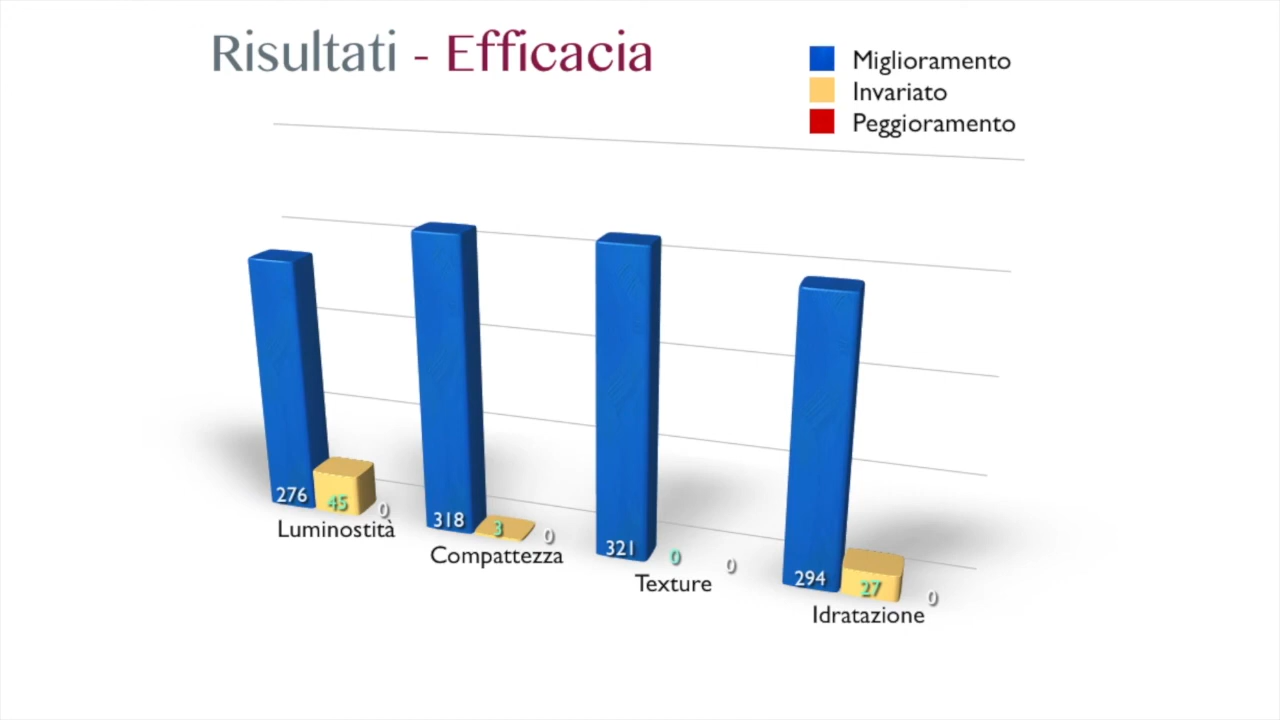 Risultati - Efficacia
Miglioramento
Invariato
Peggioramento
276 45 0
Luminostità
318 3 0
Compattezza
321 0 0
Texture
294 27 0
Idratazione